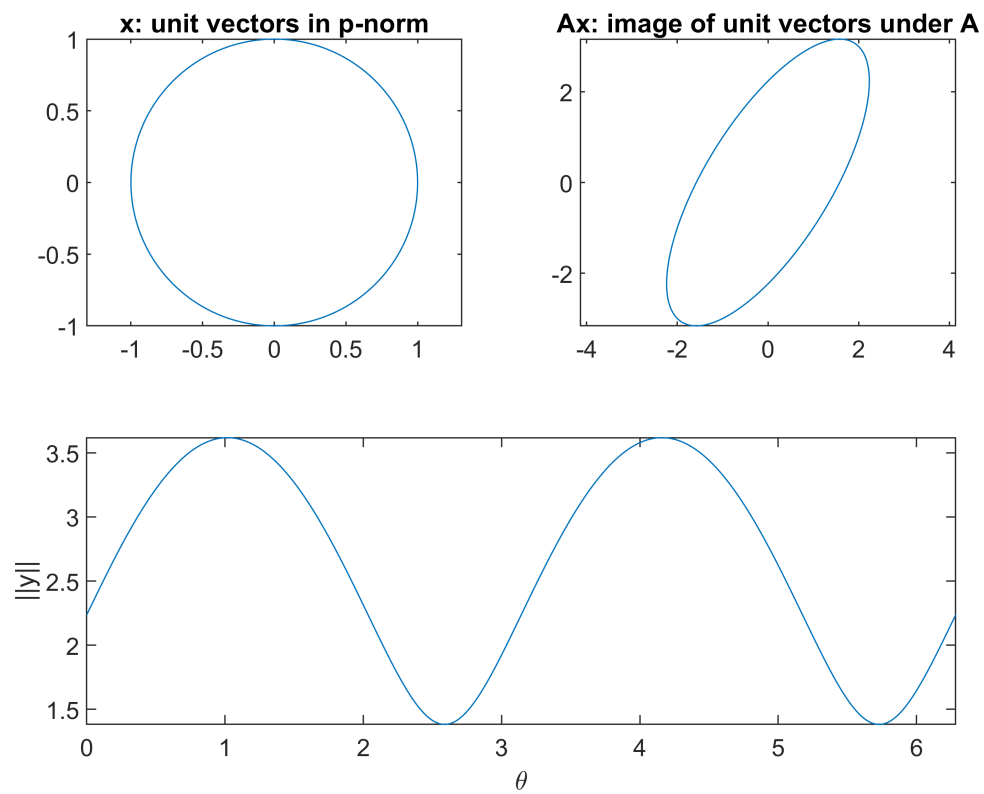 x: unit vectors in p-norm
1
0.5
0
-0.5
-1
-1 -0.5 0 0.5 1
Ax: image of unit vectors under A
2
0
-2
-4 -2 0 2 4
||y||
3.5
3
2.5
2
1.5
0 1 2 3 4 5 6
θ